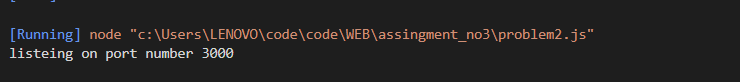 [Running] node "c:\Users\LENOVO\code\code\WEB\assingment_no3\problem2.js"
listeing on port number 3000